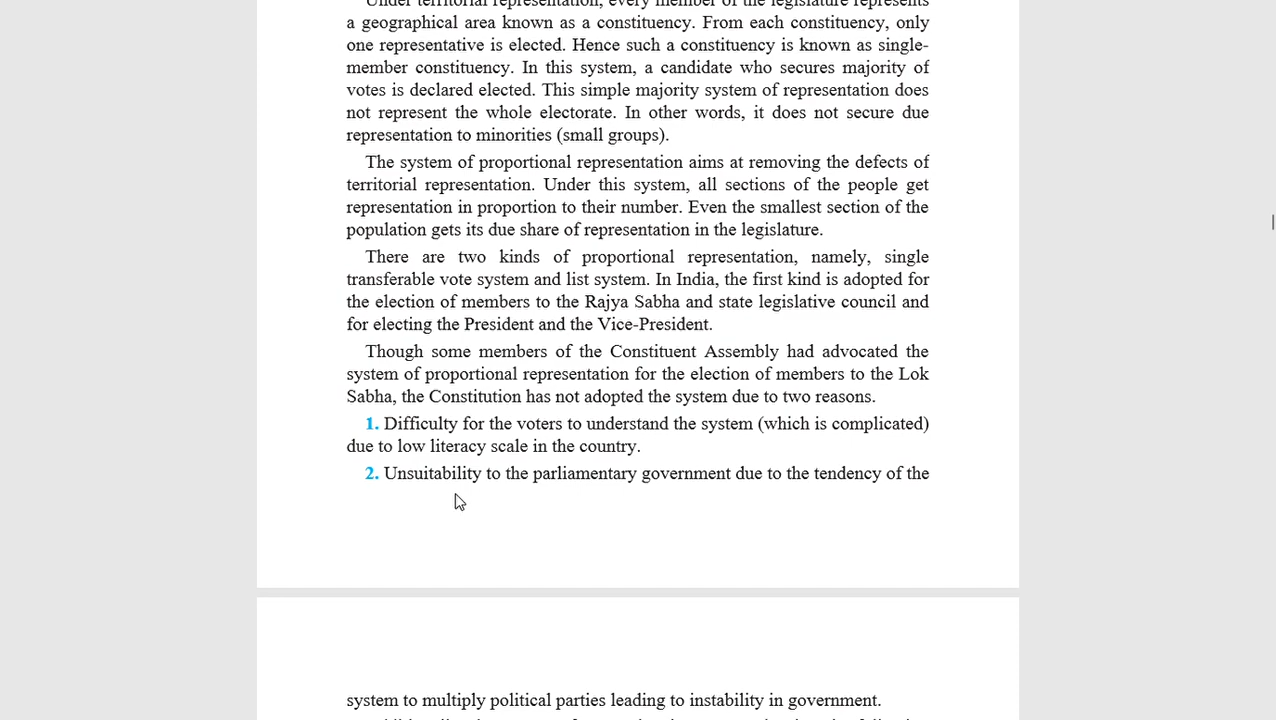 Under territorial representation, every member of the legislature represents
a geographical area known as a constituency. From each constituency, only
one representative is elected. Hence such a constituency is known as single-
member constituency. In this system, a candidate who secures majority of
votes is declared elected. This simple majority system of representation does
not represent the whole electorate. In other words, it does not secure due
representation to minorities (small groups).
The system of proportional representation aims at removing the defects of
territorial representation. Under this system, all sections of the people get
representation in proportion to their number. Even the smallest section of the
population gets its due share of representation in the legislature.
There are two kinds of proportional representation, namely, single
transferable vote system and list system. In India, the first kind is adopted for
the election of members to the Rajya Sabha and state legislative council and
for electing the President and the Vice-President.
Though some members of the Constituent Assembly had advocated the
system of proportional representation for the election of members to the Lok
Sabha, the Constitution has not adopted the system due to two reasons.
1. Difficulty for the voters to understand the system (which is complicated)
due to low literacy scale in the country.
2. Unsuitability to the parliamentary government due to the tendency of the
system to multiply political parties leading to instability in government.